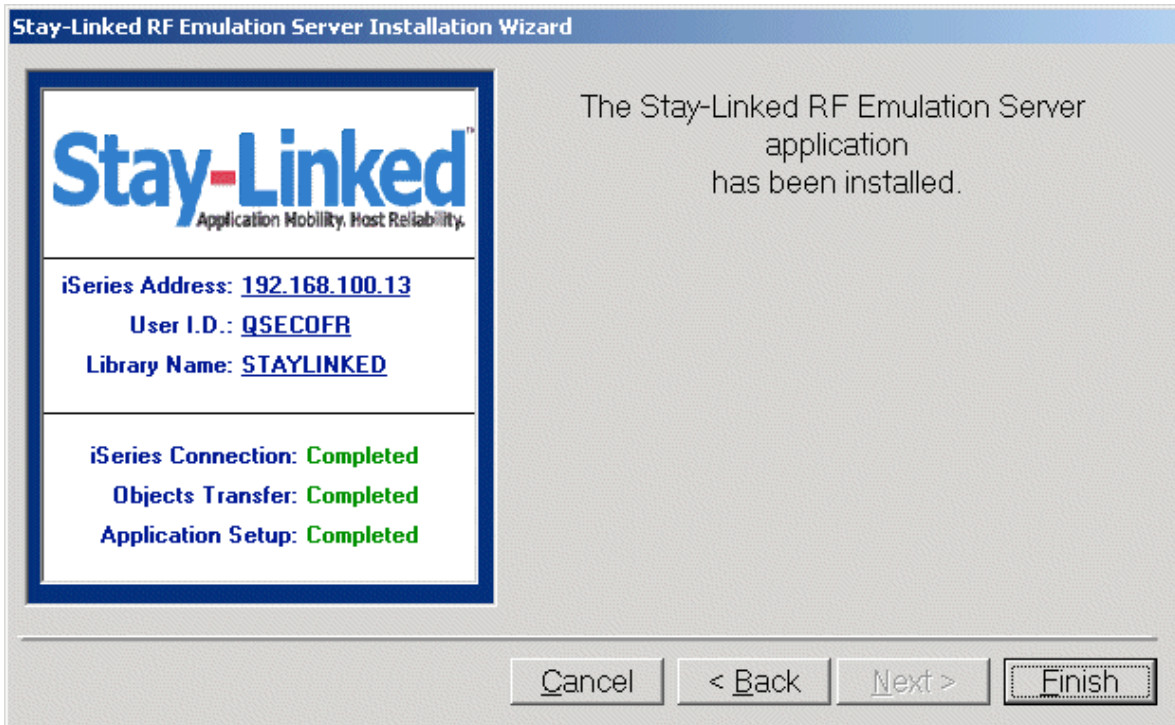 Stay-Linked RF Emulation Server Installation Wizard
Stay-Linked™
Application Mobility. Host Reliability.
iSeries Address: 192.168.100.13
User I.D.: QSECOFR
Library Name: STAYLINKED
iSeries Connection: Completed
Objects Transfer: Completed
Application Setup: Completed
The Stay-Linked RF Emulation Server
application
has been installed.
Cancel
< Back
Next >
Finish